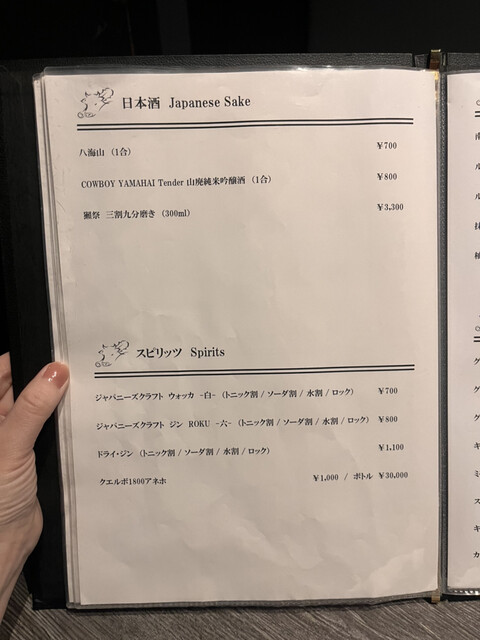 日本酒 Japanese Sake
八海山 (1合) ¥700
COWBOY YAMAHAI Tender 山廃純米吟醸酒 (1合) ¥800
獺祭 三割九分磨き (300ml) ¥3,300
スピリッツ Spirits
ジャパニーズクラフト ウォッカ -白- (トニック割 / ソーダ割 / 水割 / ロック) ¥700
ジャパニーズクラフト ジン ROKU -六- (トニック割 / ソーダ割 / 水割 / ロック) ¥800
ドライ・ジン (トニック割 / ソーダ割 / 水割 / ロック) ¥1,100
クエルボ1800アネホ ¥1,000 / ボトル ¥30,000